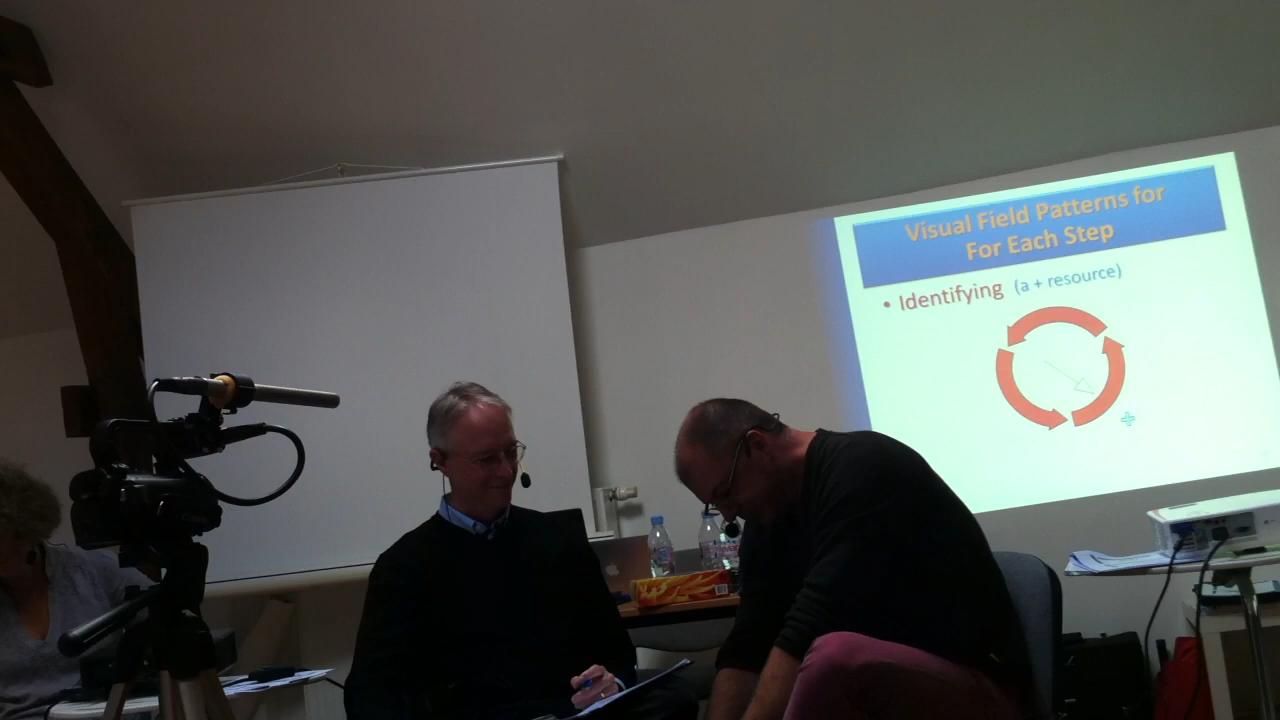 Visual Field Patterns for
For Each Step
• Identifying (a + resource)